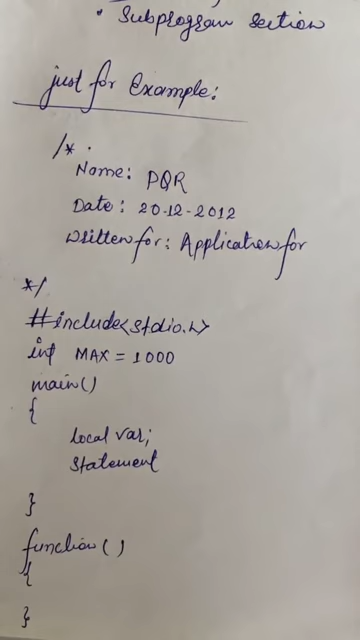 • Subprogram section
just for Example:
/*
Name: PQR
Date: 20-12-2012
Written for: Application for
*/
#include<stdio.h>
int MAX = 1000
main()
{
local var;
Statement
}
function()
{
}